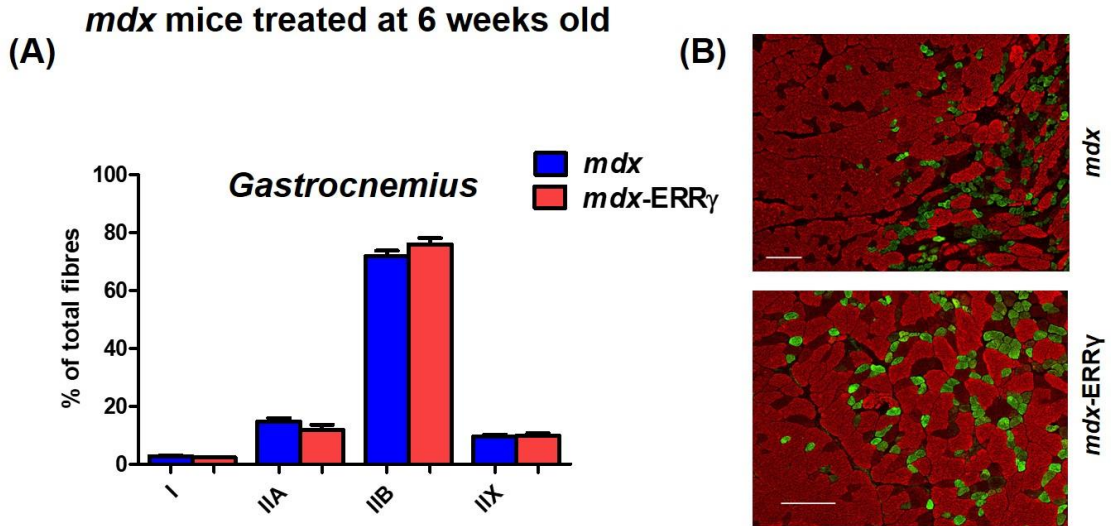 mdx mice treated at 6 weeks old
(A)
% of total fibres
100
80
60
40
20
0
Gastrocnemius
mdx
mdx-ERRγ
I
IIA
IIB
IIX
(B)
mdx
mdx-ERRγ